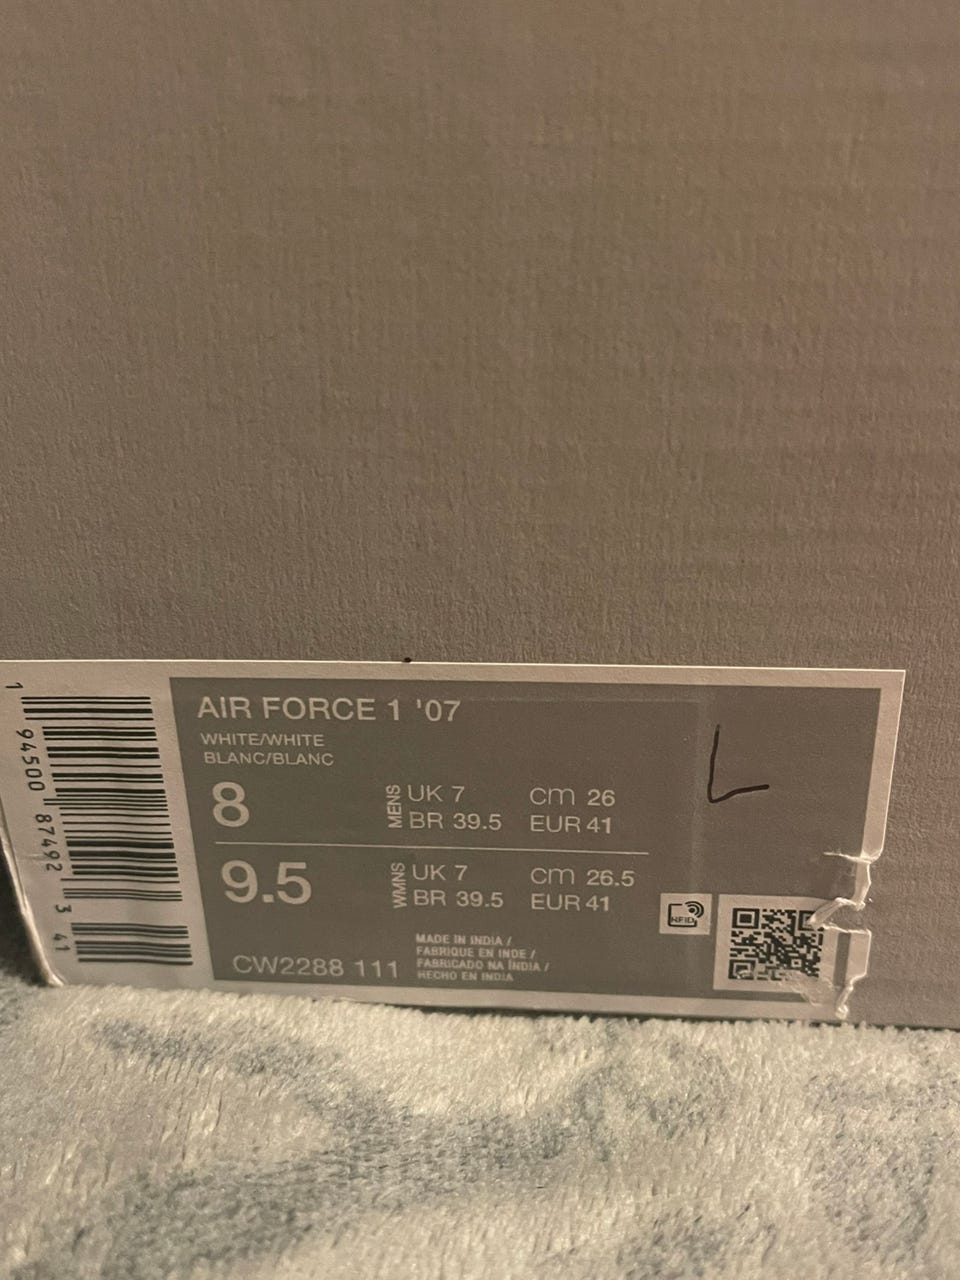 AIR FORCE 1 '07
WHITE/WHITE
BLANC/BLANC
8
MENS
UK 7
cm 26
BR 39.5
EUR 41
9.5
WMNS
UK 7
cm 26.5
BR 39.5
EUR 41
CW2288 111
MADE IN INDIA /
FABRIQUE EN INDE /
FABRICADO NA ÍNDIA /
HECHO EN INDIA
RFID
L
1 94500 87492 3 41